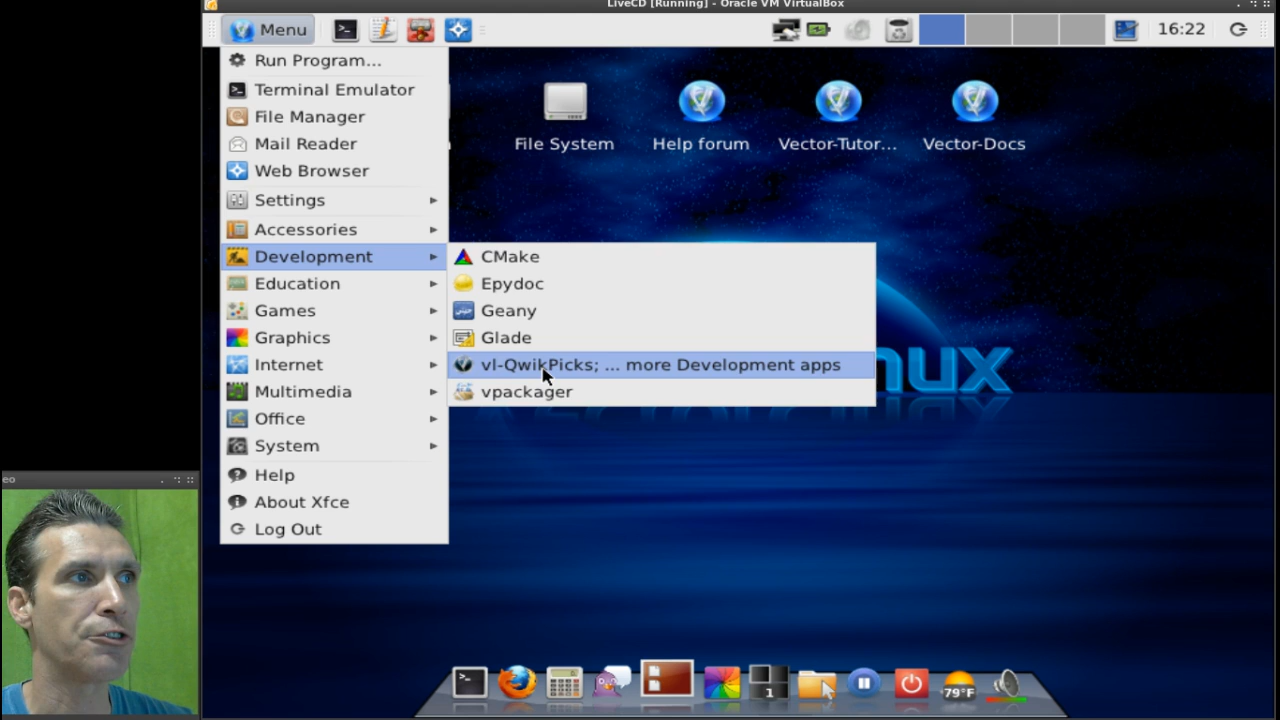 LiveCD [Running] - Oracle VM VirtualBox
Menu
16:22
Run Program...
Terminal Emulator
File Manager
Mail Reader
Web Browser
Settings
Accessories
Development
Education
Games
Graphics
Internet
Multimedia
Office
System
Help
About Xfce
Log Out
CMake
Epydoc
Geany
Glade
vl-QwikPicks; ... more Development apps
vpackager
File System
Help forum
Vector-Tutor...
Vector-Docs
nux
eo
1
79°F